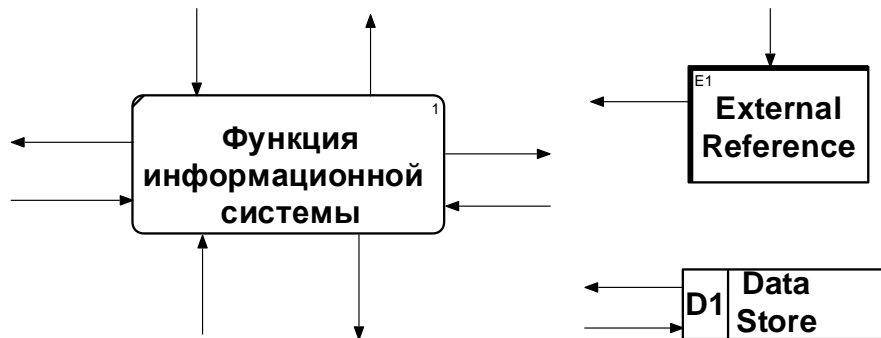 1
Функция
информационной
системы
E1
External
Reference
D1
Data
Store